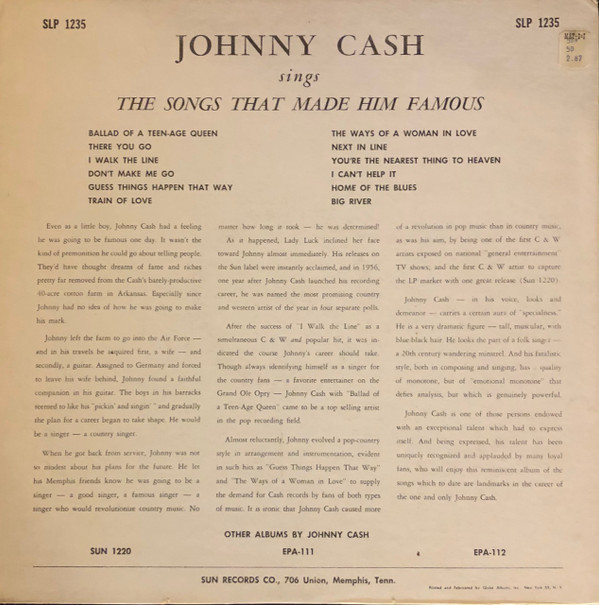 SLP 1235
SLP 1235
JOHNNY CASH
sings
THE SONGS THAT MADE HIM FAMOUS
BALLAD OF A TEEN-AGE QUEEN
THERE YOU GO
I WALK THE LINE
DON'T MAKE ME GO
GUESS THINGS HAPPEN THAT WAY
TRAIN OF LOVE
THE WAYS OF A WOMAN IN LOVE
NEXT IN LINE
YOU'RE THE NEAREST THING TO HEAVEN
I CAN'T HELP IT
HOME OF THE BLUES
BIG RIVER
Even as a little boy, Johnny Cash had a feeling
he was going to be famous one day. It wasn't the
kind of premonition he could go about telling people.
They'd have thought dreams of fame and riches
pretty far removed from the Cash's barely-productive
40-acre cotton farm in Arkansas. Especially since
Johnny had no idea of how he was going to make
his mark.
Johnny left the farm to go into the Air Force —
and in his travels he required first, a wife — and
secondly, a guitar. Assigned to Germany and forced
to leave his wife behind, Johnny found a faithful
companion in his guitar. The boys in his barracks
seemed to like his "pickin' and singin' " and gradually
the plan for a career began to take shape. He would
be a singer — a country singer.
When he got back from service, Johnny was not
so modest about his plans for the future. He let
his Memphis friends know he was going to be a
singer — a good singer, a famous singer — a
singer who would revolutionize country music. No
matter how long it took — he was determined!
As it happened, Lady Luck inclined her face
toward Johnny almost immediately. His releases on
the Sun label were instantly acclaimed, and in 1956,
one year after Johnny Cash launched his recording
career, he was named the most promising country
and western artist of the year in four separate polls.
After the success of "I Walk the Line" as a
simultaneous C & W and popular hit, it was in-
dicated the course Johnny's career should take.
Though always identifying himself as a singer for
the country fans — a favorite entertainer on the
Grand Ole Opry — Johnny Cash with "Ballad of
a Teen-Age Queen" came to be a top selling artist
in the pop recording field.
Almost reluctantly, Johnny evolved a pop-country
style in arrangement and instrumentation, evident
in such hits as "Guess Things Happen That Way"
and "The Ways of a Woman in Love" to supply
the demand for Cash records by fans of both types
of music. It is ironic that Johnny Cash caused more
of a revolution in pop music than in country music,
as was his aim, by being one of the first C & W
artists exposed on national "general entertainment"
TV shows; and the first C & W artist to capture
the LP market with one great release (Sun 1220).
Johnny Cash — in his voice, looks and
demeanor — carries a certain aura of "specialness."
He is a very dramatic figure — tall, muscular, with
blue-black hair. He looks the part of a folk singer —
a 20th century wandering minstrel. And his fatalistic
style, both in composing and singing, has quality
of monotone, but of "emotional monotone" that
defies analysis, but which is genuinely powerful.
Johnny Cash is one of those persons endowed
with an exceptional talent which had to express
itself. And being expressed, his talent has been
uniquely recognized and applauded by many loyal
fans, who will enjoy this reminiscent album of the
songs which to date are landmarks in the career of
the one and only Johnny Cash.
OTHER ALBUMS BY JOHNNY CASH
SUN 1220
EPA-111
4
EPA-112
SUN RECORDS CO., 706 Union, Memphis, Tenn.